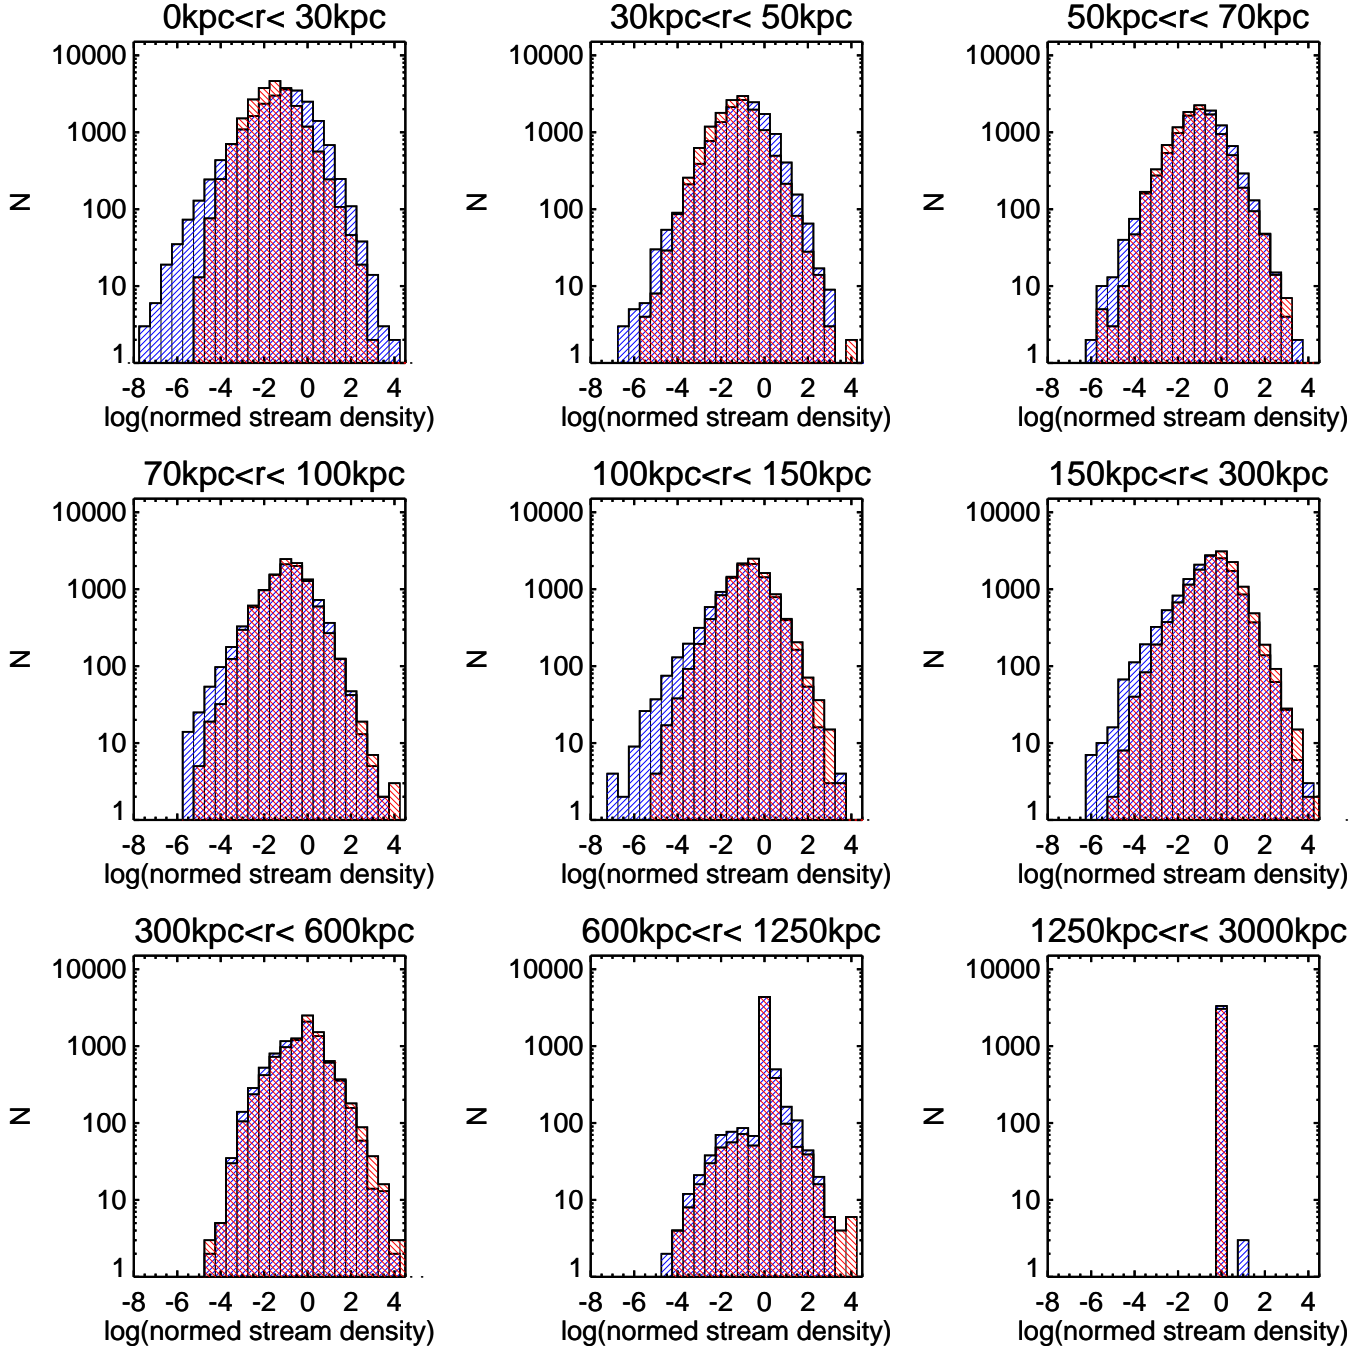 0kpc<r< 30kpc
10000
1000
100
10
1
N
-8 -6 -4 -2 0 2 4
log(normed stream density)
30kpc<r< 50kpc
10000
1000
100
10
1
N
-8 -6 -4 -2 0 2 4
log(normed stream density)
50kpc<r< 70kpc
10000
1000
100
10
1
N
-8 -6 -4 -2 0 2 4
log(normed stream density)
70kpc<r< 100kpc
10000
1000
100
10
1
N
-8 -6 -4 -2 0 2 4
log(normed stream density)
100kpc<r< 150kpc
10000
1000
100
10
1
N
-8 -6 -4 -2 0 2 4
log(normed stream density)
150kpc<r< 300kpc
10000
1000
100
10
1
N
-8 -6 -4 -2 0 2 4
log(normed stream density)
300kpc<r< 600kpc
10000
1000
100
10
1
N
-8 -6 -4 -2 0 2 4
log(normed stream density)
600kpc<r< 1250kpc
10000
1000
100
10
1
N
-8 -6 -4 -2 0 2 4
log(normed stream density)
1250kpc<r< 3000kpc
10000
1000
100
10
1
N
-8 -6 -4 -2 0 2 4
log(normed stream density)